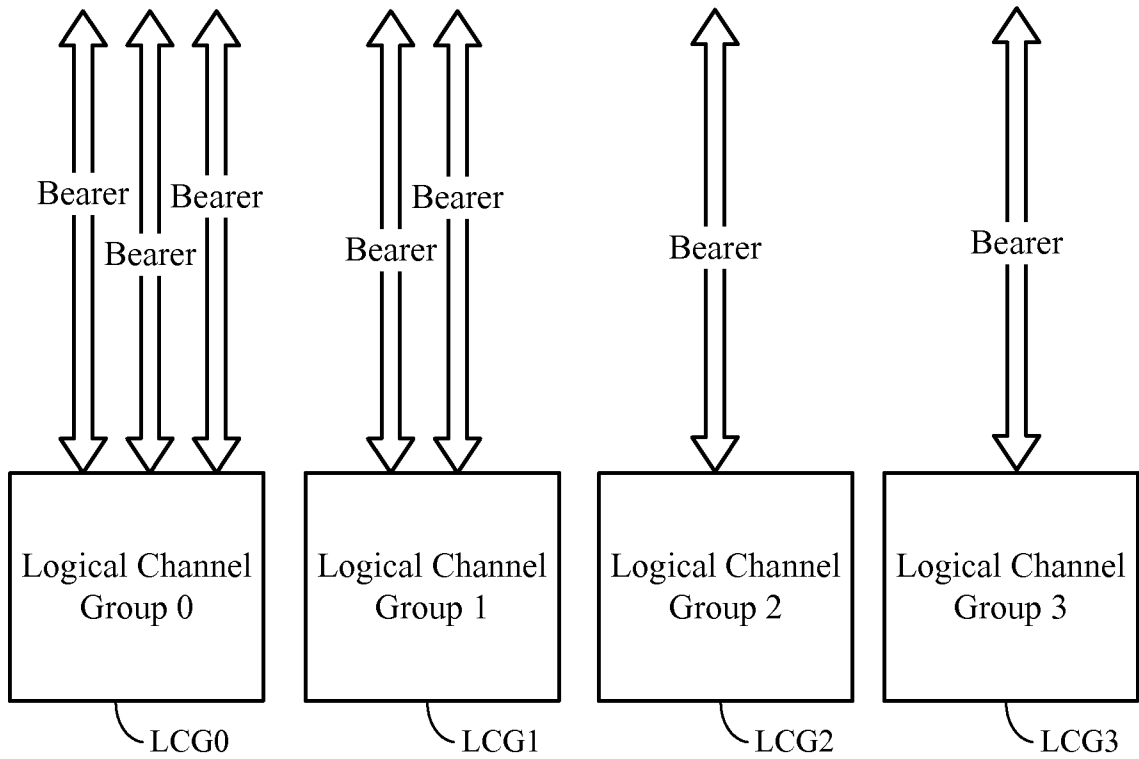 Bearer
Bearer
Bearer
Bearer
Bearer
Bearer
Bearer
Logical Channel
Group 0
Logical Channel
Group 1
Logical Channel
Group 2
Logical Channel
Group 3
LCG0
LCG1
LCG2
LCG3